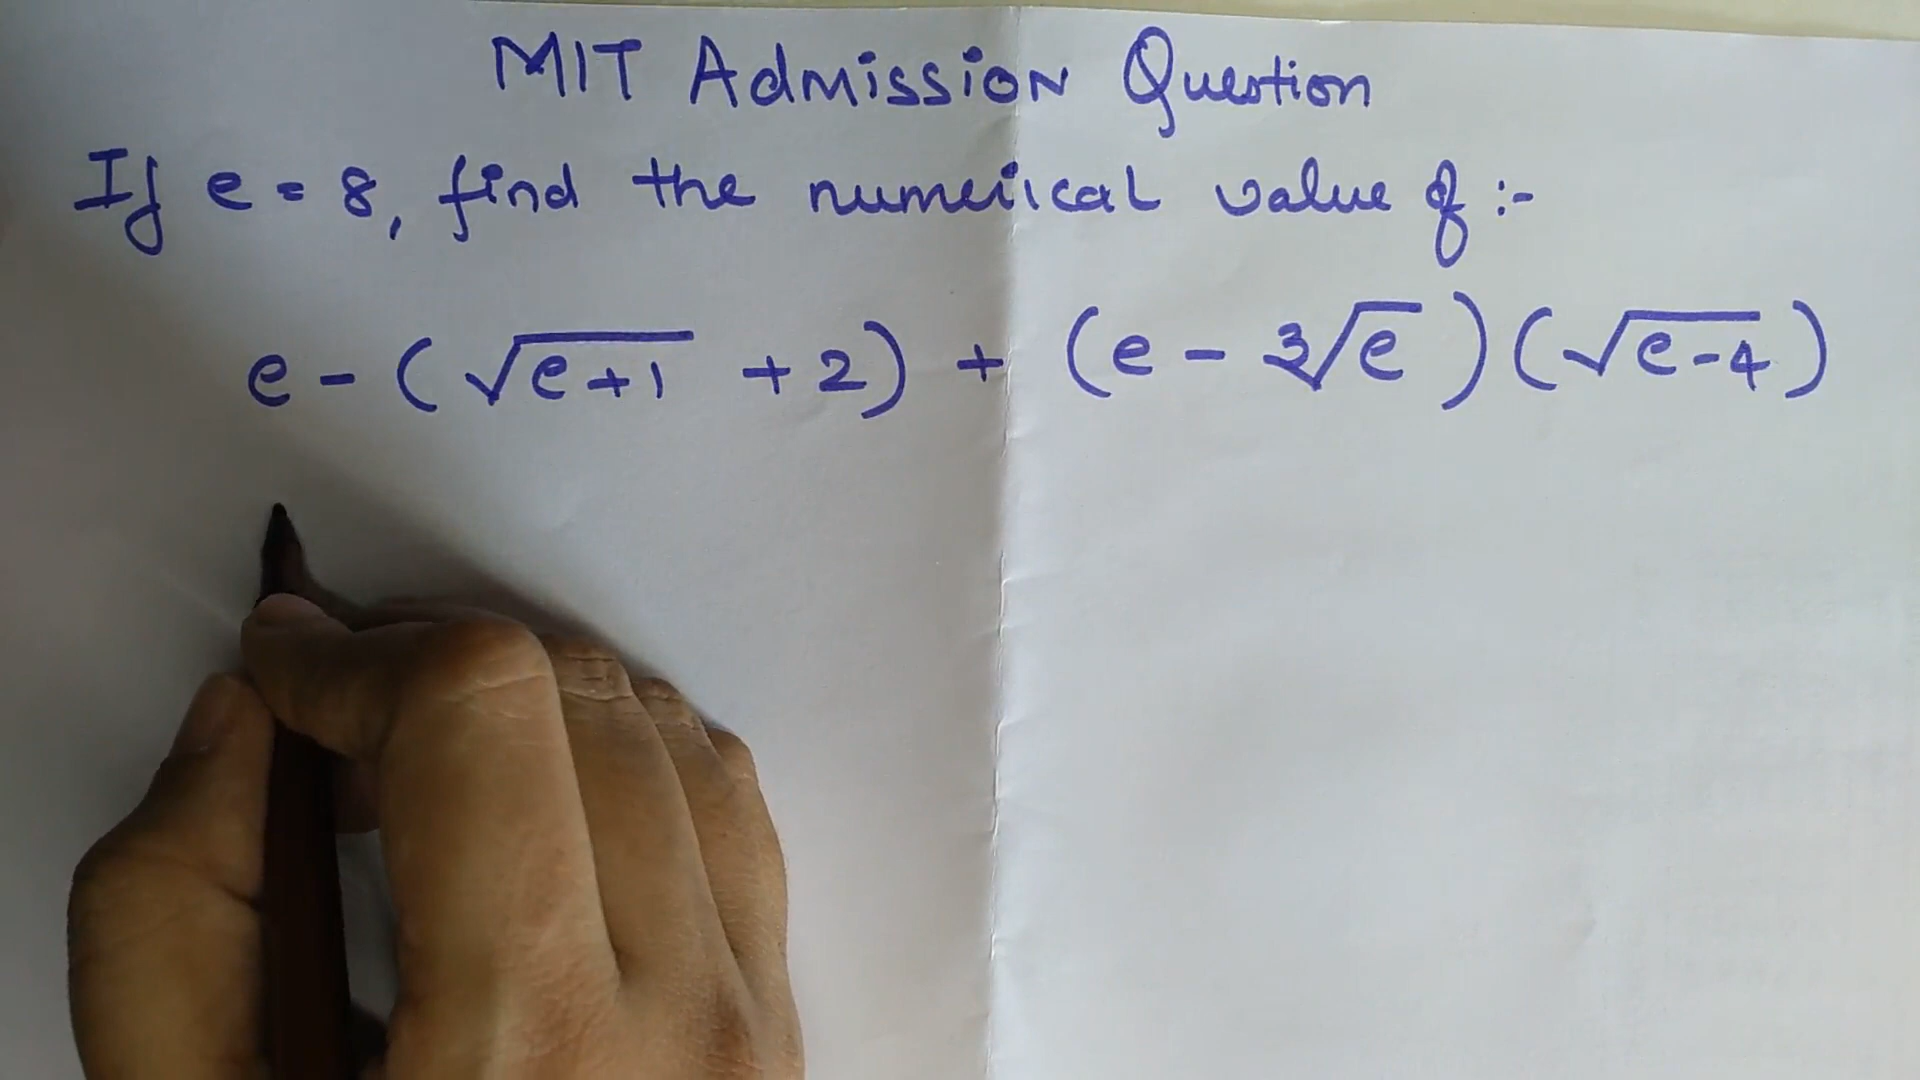 MIT Admission Question
If e = 8, find the numerical value of :-
e - (√(e+1) + 2) + (e - ∛e)(√(e-4))